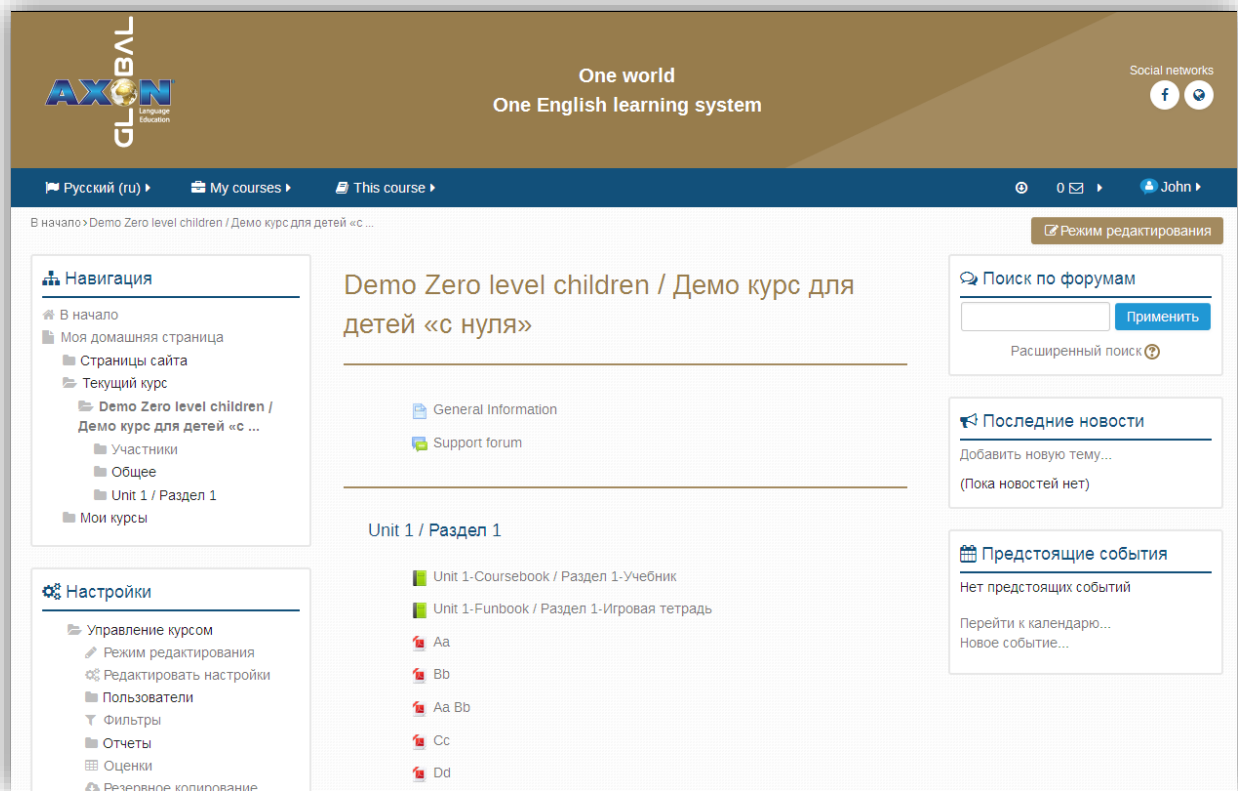 GLOBAL
AXON
Language
Education
One world
One English learning system
Social networks
Русский (ru)
My courses
This course
0
John
В начало › Demo Zero level children / Демо курс для детей «с ...
Режим редактирования
Навигация
В начало
Моя домашняя страница
Страницы сайта
Текущий курс
Demo Zero level children /
Демо курс для детей «с ...
Участники
Общее
Unit 1 / Раздел 1
Мои курсы
Настройки
Управление курсом
Режим редактирования
Редактировать настройки
Пользователи
Фильтры
Отчеты
Оценки
Резервное копирование
Demo Zero level children / Демо курс для
детей «с нуля»
General Information
Support forum
Unit 1 / Раздел 1
Unit 1-Coursebook / Раздел 1-Учебник
Unit 1-Funbook / Раздел 1-Игровая тетрадь
Aa
Bb
Aa Bb
Cc
Dd
Поиск по форумам
Применить
Расширенный поиск
Последние новости
Добавить новую тему...
(Пока новостей нет)
Предстоящие события
Нет предстоящих событий
Перейти к календарю...
Новое событие...